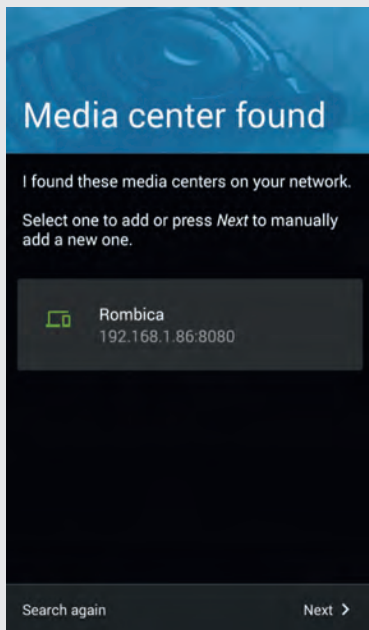 Media center found
I found these media centers on your network.
Select one to add or press Next to manually
add a new one.
Rombica
192.168.1.86:8080
Search again
Next